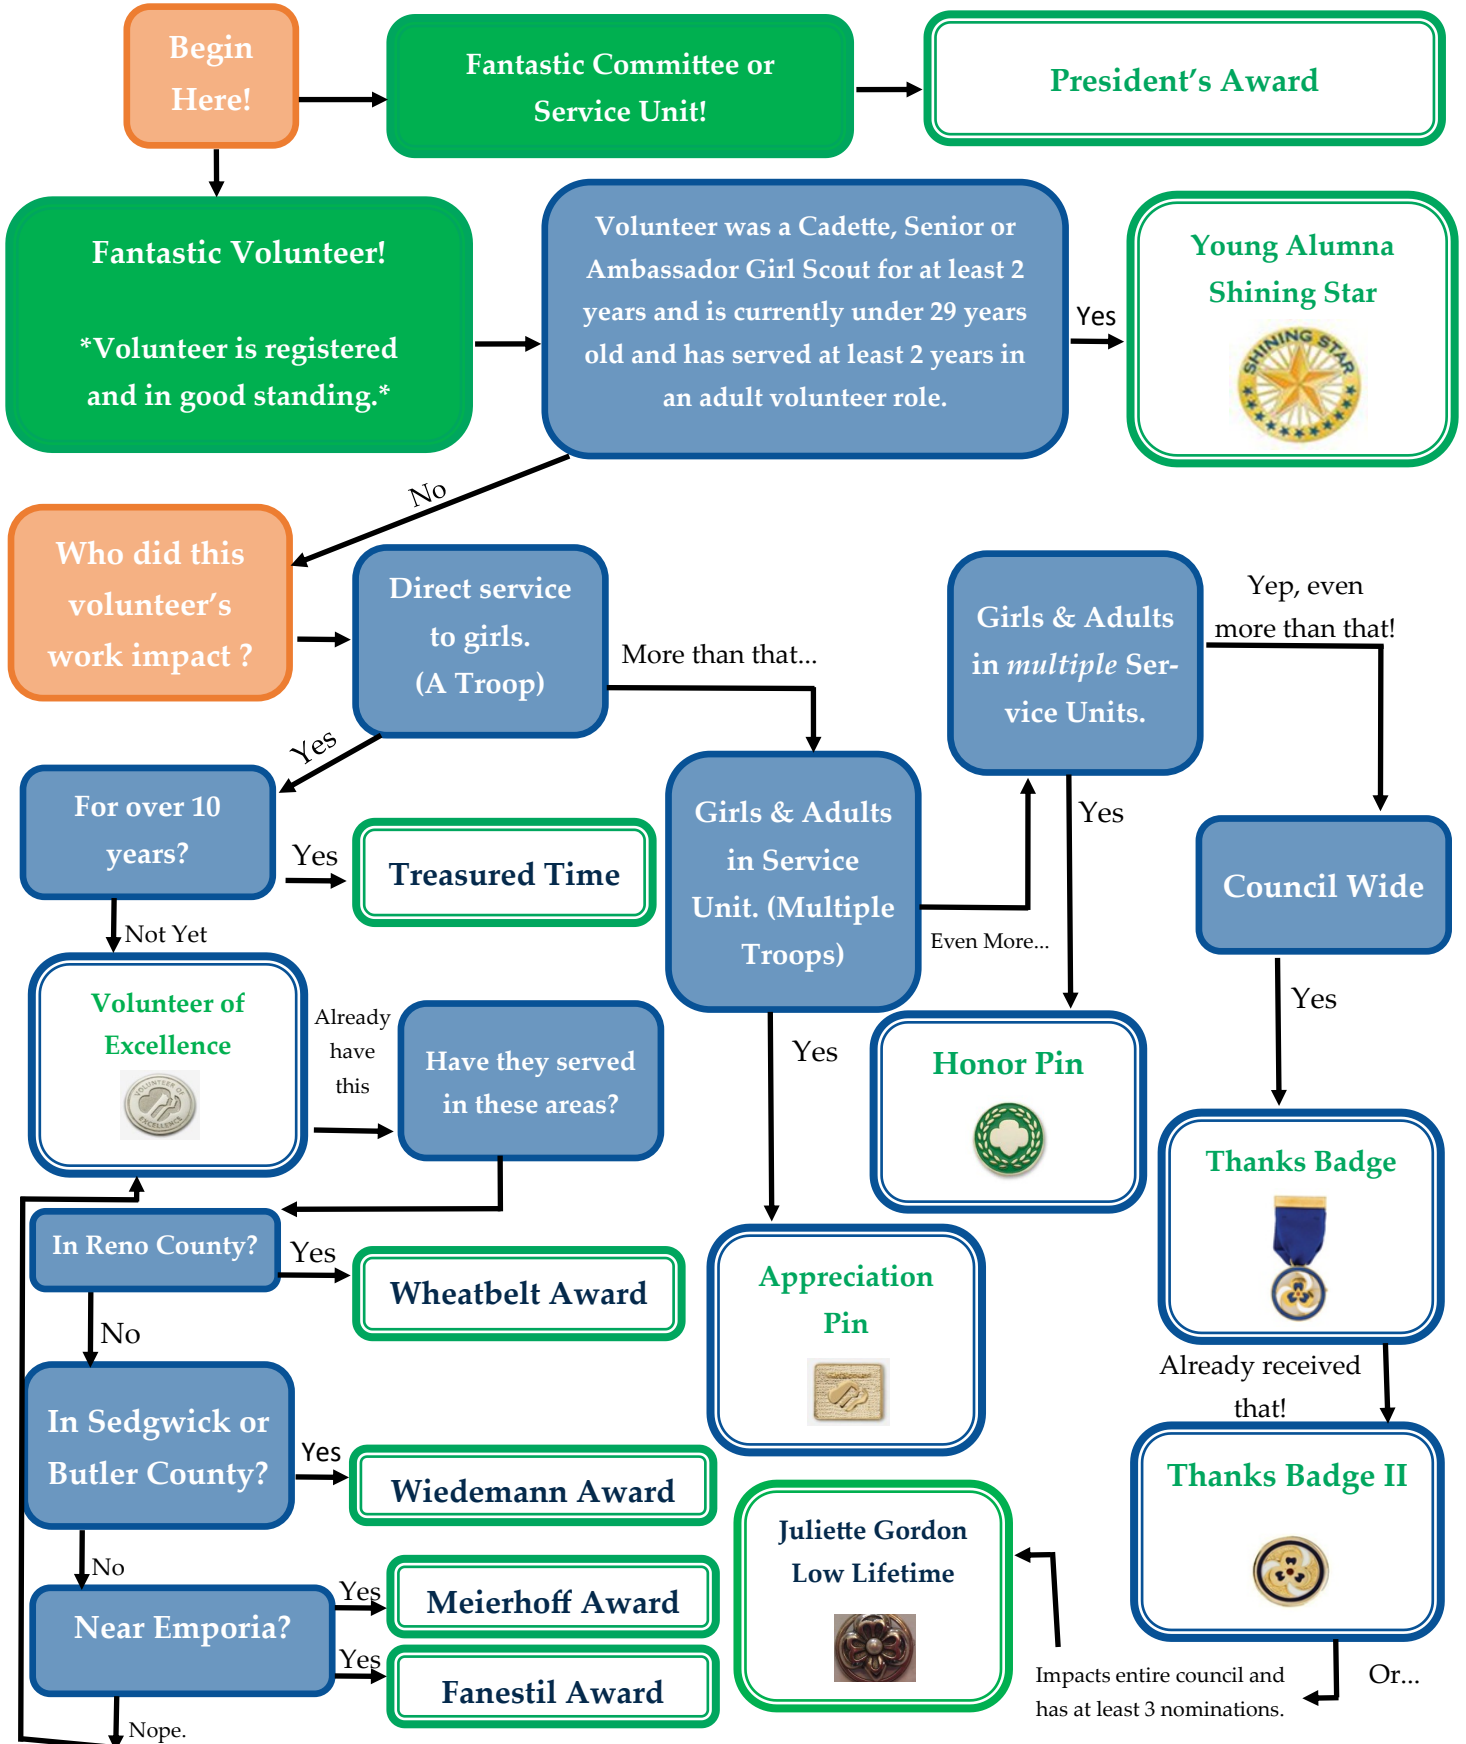 Begin
Here!
Fantastic Committee or
Service Unit!
President's Award
Fantastic Volunteer!
*Volunteer is registered
and in good standing.*
Volunteer was a Cadette, Senior or
Ambassador Girl Scout for at least 2
years and is currently under 29 years
old and has served at least 2 years in
an adult volunteer role.
Yes
Young Alumna
Shining Star
SHINING STAR
No
Who did this
volunteer's
work impact ?
Direct service
to girls.
(A Troop)
More than that...
Girls & Adults
in multiple Ser-
vice Units.
Yep, even
more than that!
Yes
For over 10
years?
Yes
Treasured Time
Girls & Adults
in Service
Unit. (Multiple
Troops)
Even More...
Yes
Council Wide
Not Yet
Volunteer of
Excellence
VOLUNTEER OF
EXCELLENCE
Already
have
this
Have they served
in these areas?
Yes
Honor Pin
Yes
Thanks Badge
In Reno County?
Yes
Wheatbelt Award
Appreciation
Pin
No
Already received
that!
In Sedgwick or
Butler County?
Yes
Wiedemann Award
Thanks Badge II
Juliette Gordon
Low Lifetime
No
Near Emporia?
Yes
Meierhoff Award
Yes
Fanestil Award
Impacts entire council and
has at least 3 nominations.
Or...
Nope.